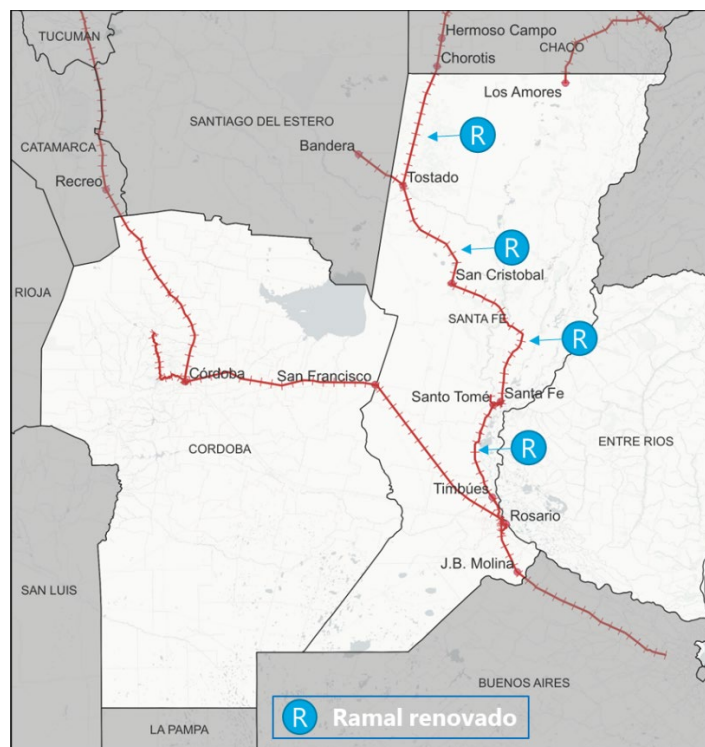 Hermoso Campo
TUCUMAN
CHACO
Chorotis
Los Amores
SANTIAGO DEL ESTERO
R
CATAMARCA
Bandera
Recreo
Tostado
R
San Cristobal
RIOJA
SANTA FE
R
Córdoba
San Francisco
Santo Tomé
Santa Fe
ENTRE RIOS
CORDOBA
R
Timbúes
Rosario
J.B. Molina
SAN LUIS
BUENOS AIRES
R Ramal renovado
LA PAMPA